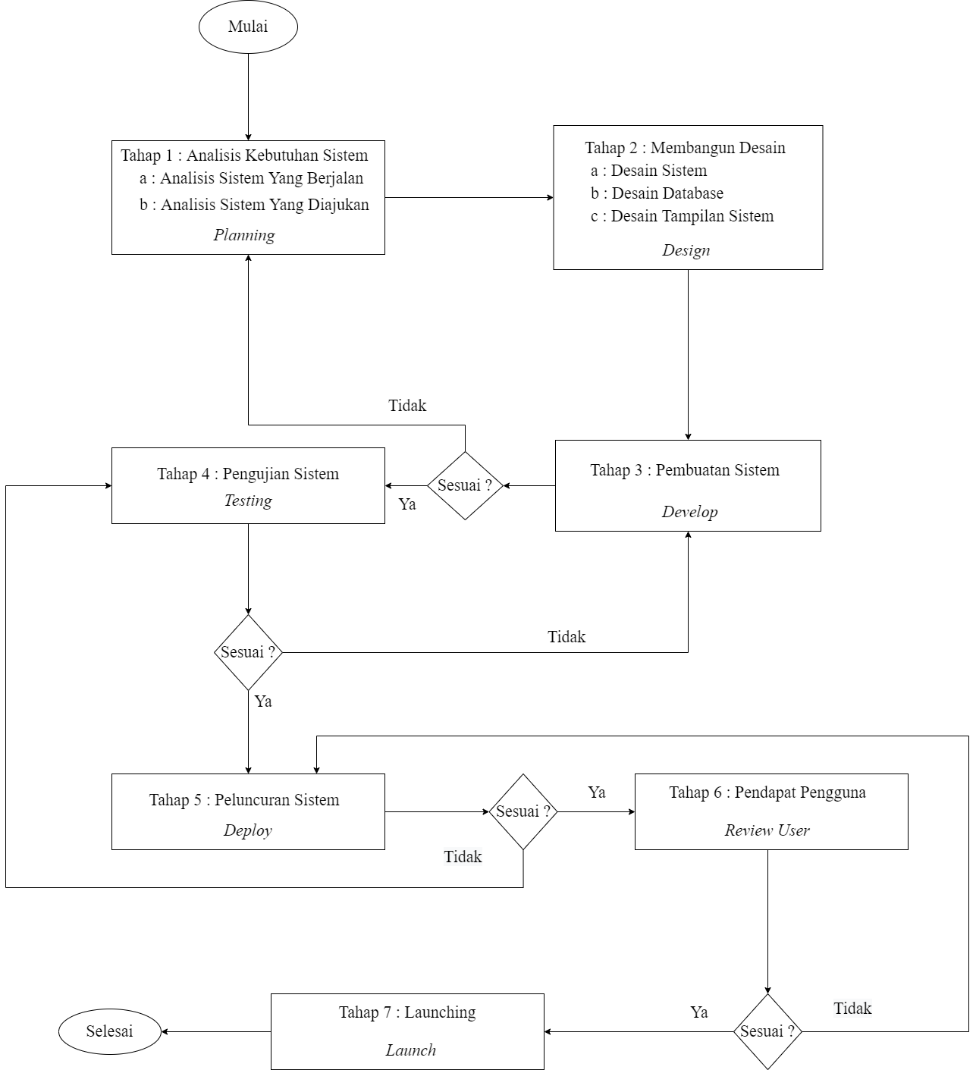 Mulai
Tahap 1 : Analisis Kebutuhan Sistem
a : Analisis Sistem Yang Berjalan
b : Analisis Sistem Yang Diajukan
Planning
Tahap 2 : Membangun Desain
a : Desain Sistem
b : Desain Database
c : Desain Tampilan Sistem
Design
Tidak
Tahap 4 : Pengujian Sistem
Testing
Sesuai ?
Ya
Tahap 3 : Pembuatan Sistem
Develop
Sesuai ?
Tidak
Ya
Tahap 5 : Peluncuran Sistem
Deploy
Sesuai ?
Ya
Tidak
Tahap 6 : Pendapat Pengguna
Review User
Selesai
Tahap 7 : Launching
Launch
Ya
Sesuai ?
Tidak